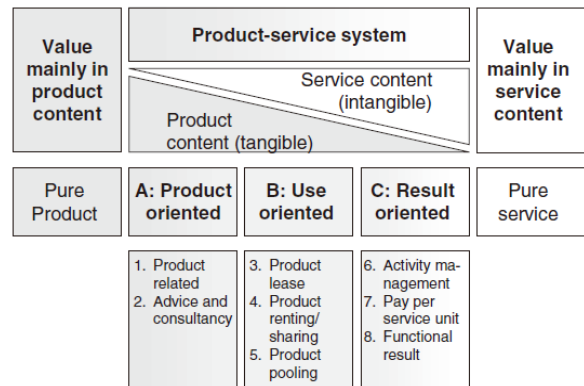 Value
mainly in
product
content
Product-service system
Service content
(intangible)
Product
content (tangible)
Value
mainly in
service
content
Pure
Product
A: Product
oriented
B: Use
oriented
C: Result
oriented
Pure
service
1. Product
related
2. Advice and
consultancy
3. Product
lease
4. Product
renting/
sharing
5. Product
pooling
6. Activity ma-
nagement
7. Pay per
service unit
8. Functional
result